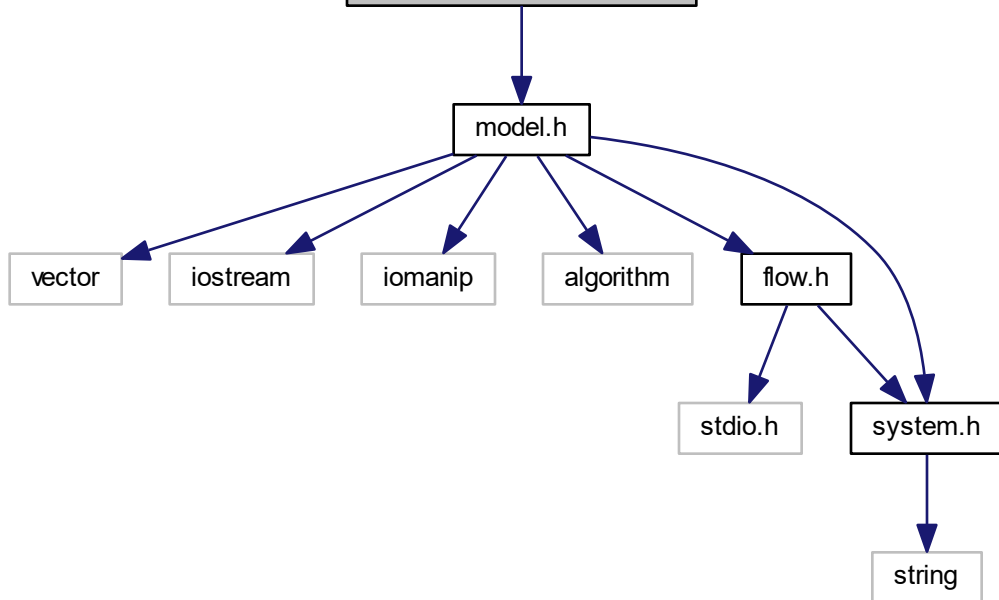 model.h
vector
iostream
iomanip
algorithm
flow.h
stdio.h
system.h
string